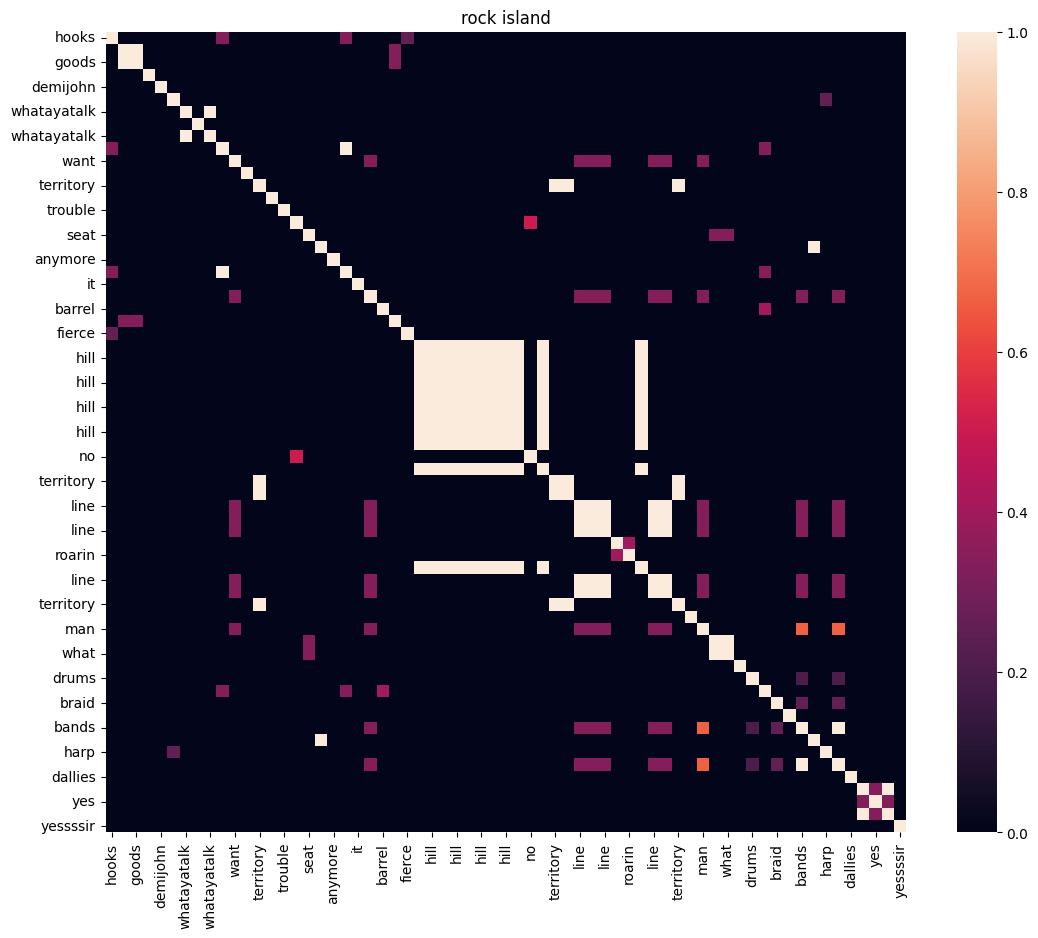 rock island
hooks
goods
demijohn
whatayatalk
whatayatalk
want
territory
trouble
seat
anymore
it
barrel
fierce
hill
hill
hill
hill
no
territory
line
line
roarin
line
territory
man
what
drums
braid
bands
harp
dallies
yes
yessssir
1.0
0.8
0.6
0.4
0.2
0.0
hooks
goods
demijohn
whatayatalk
whatayatalk
want
territory
trouble
seat
anymore
it
barrel
fierce
hill
hill
hill
hill
no
territory
line
line
roarin
line
territory
man
what
drums
braid
bands
harp
dallies
yes
yessssir